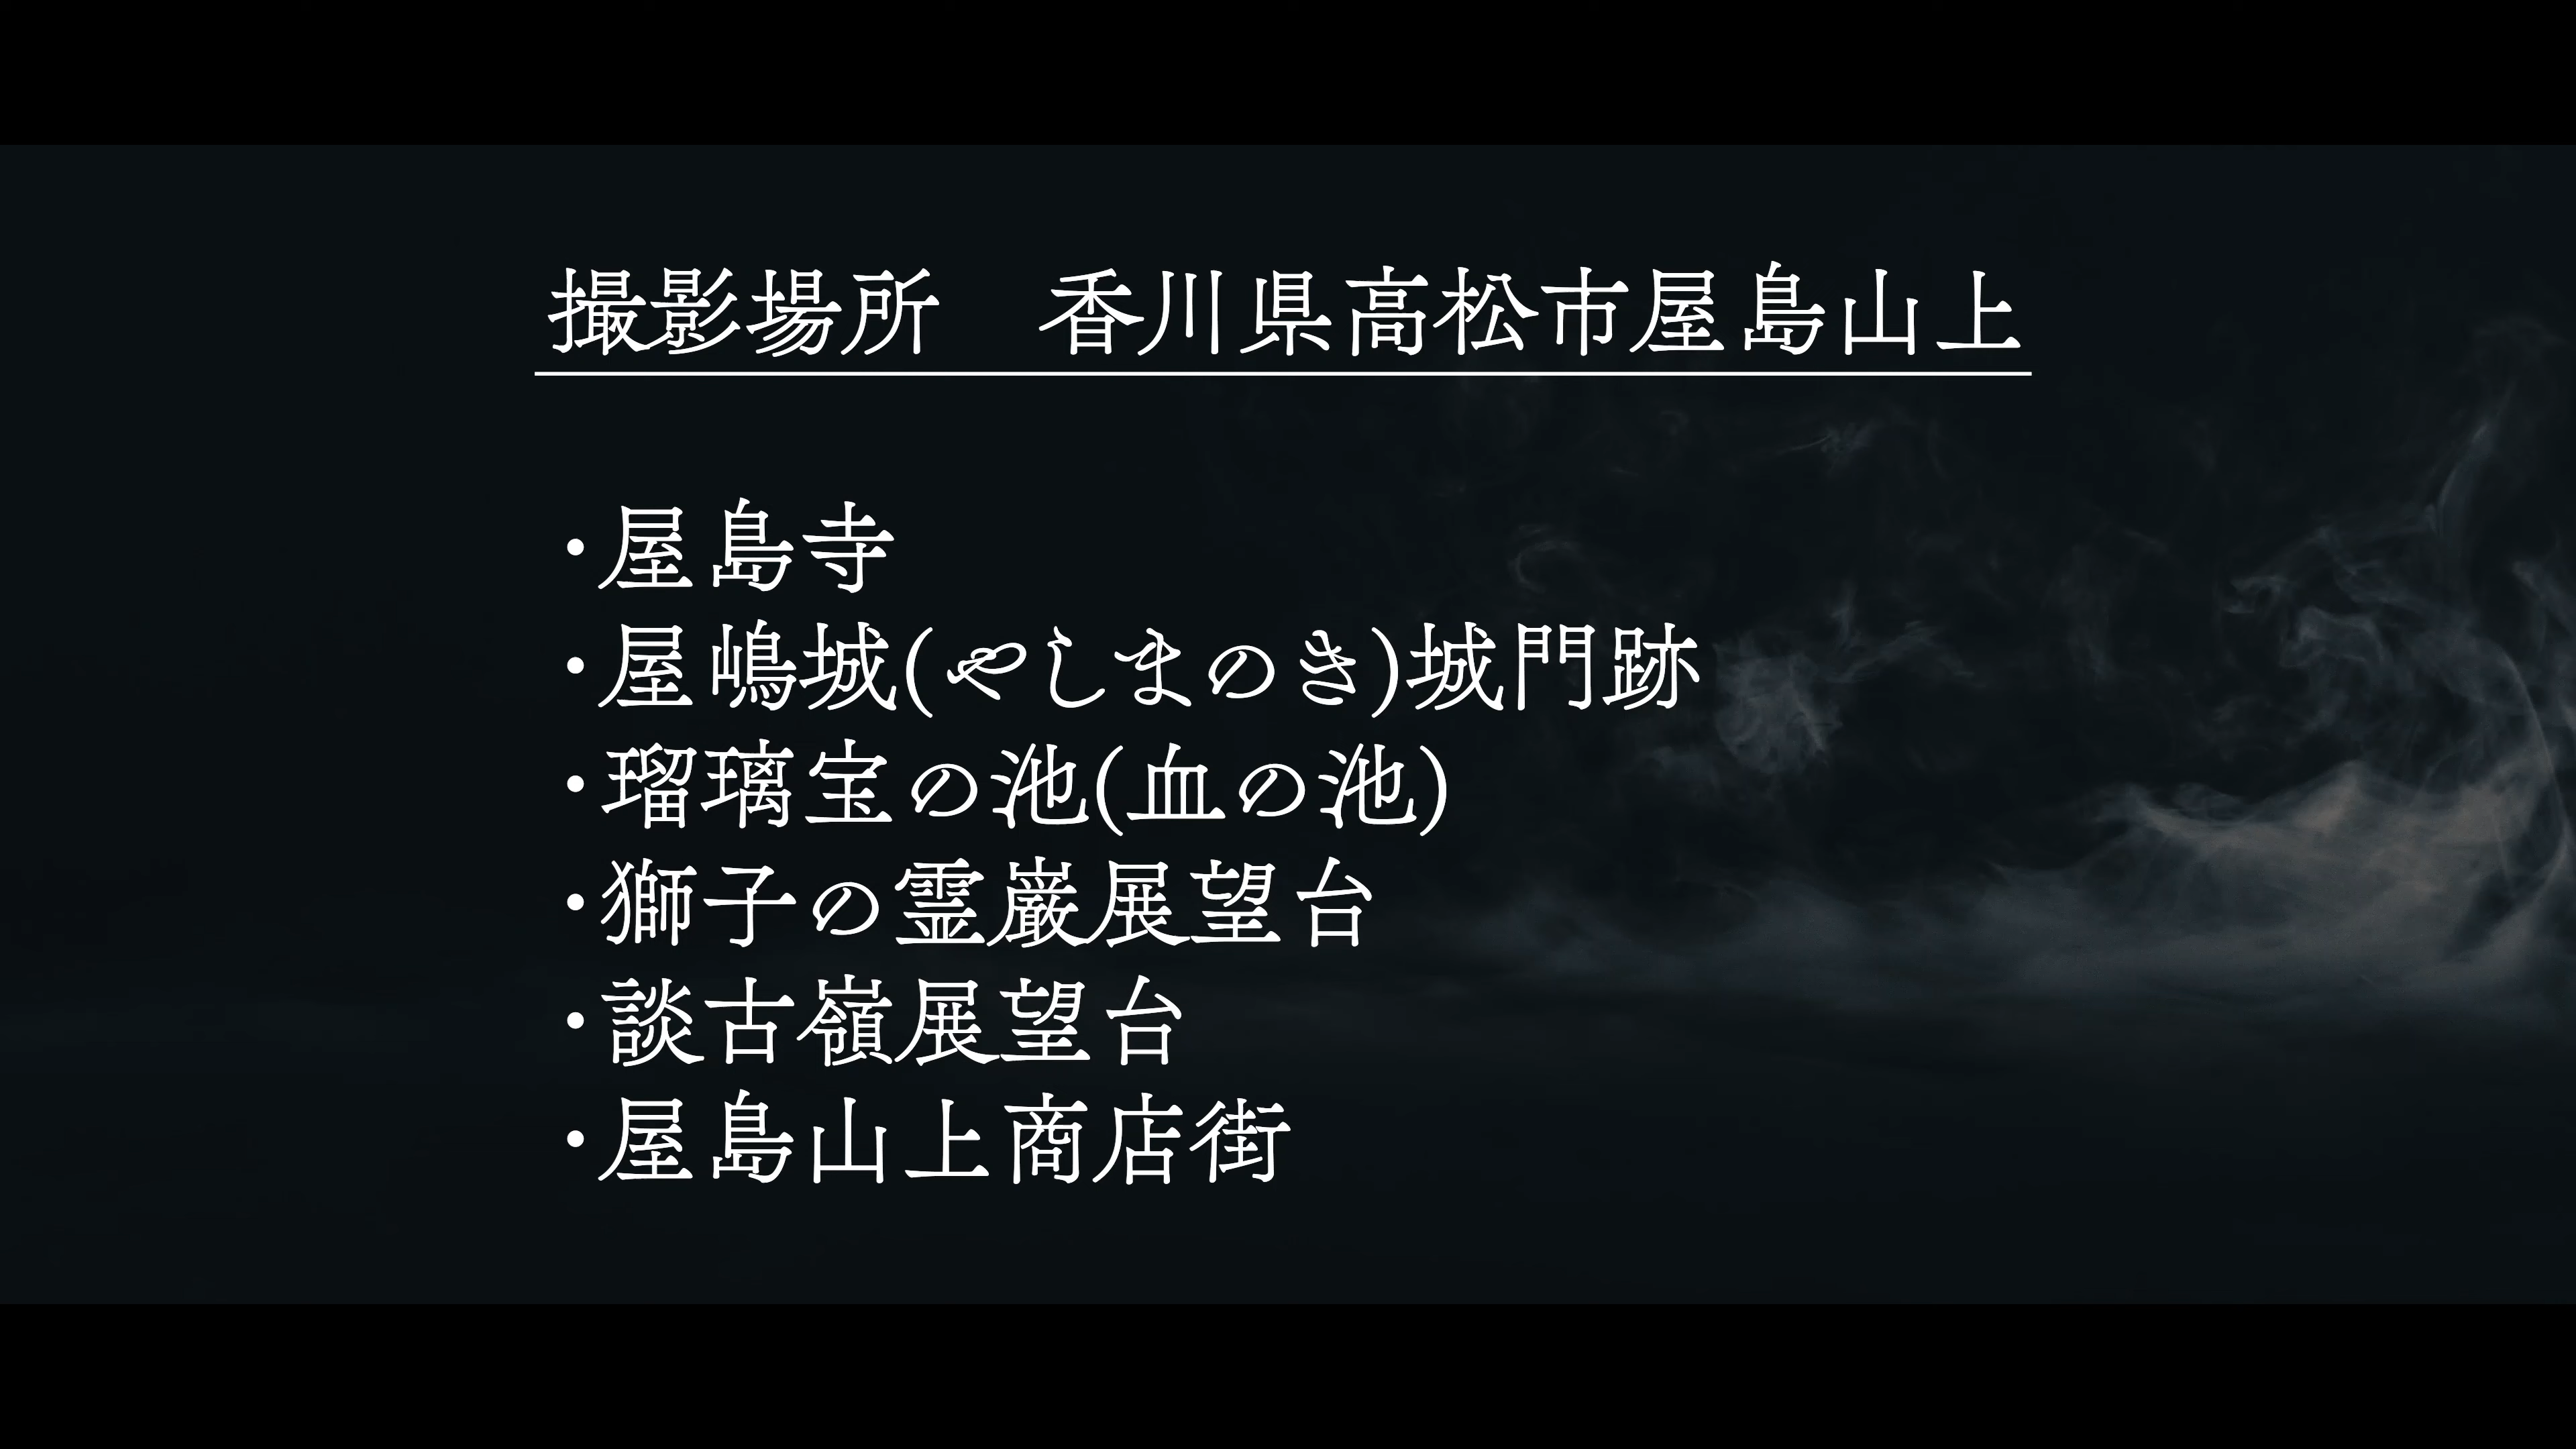 撮影場所　香川県高松市屋島山上
・屋島寺
・屋嶋城(やしまのき)城門跡
・瑠璃宝の池(血の池)
・獅子の霊巌展望台
・談古嶺展望台
・屋島山上商店街